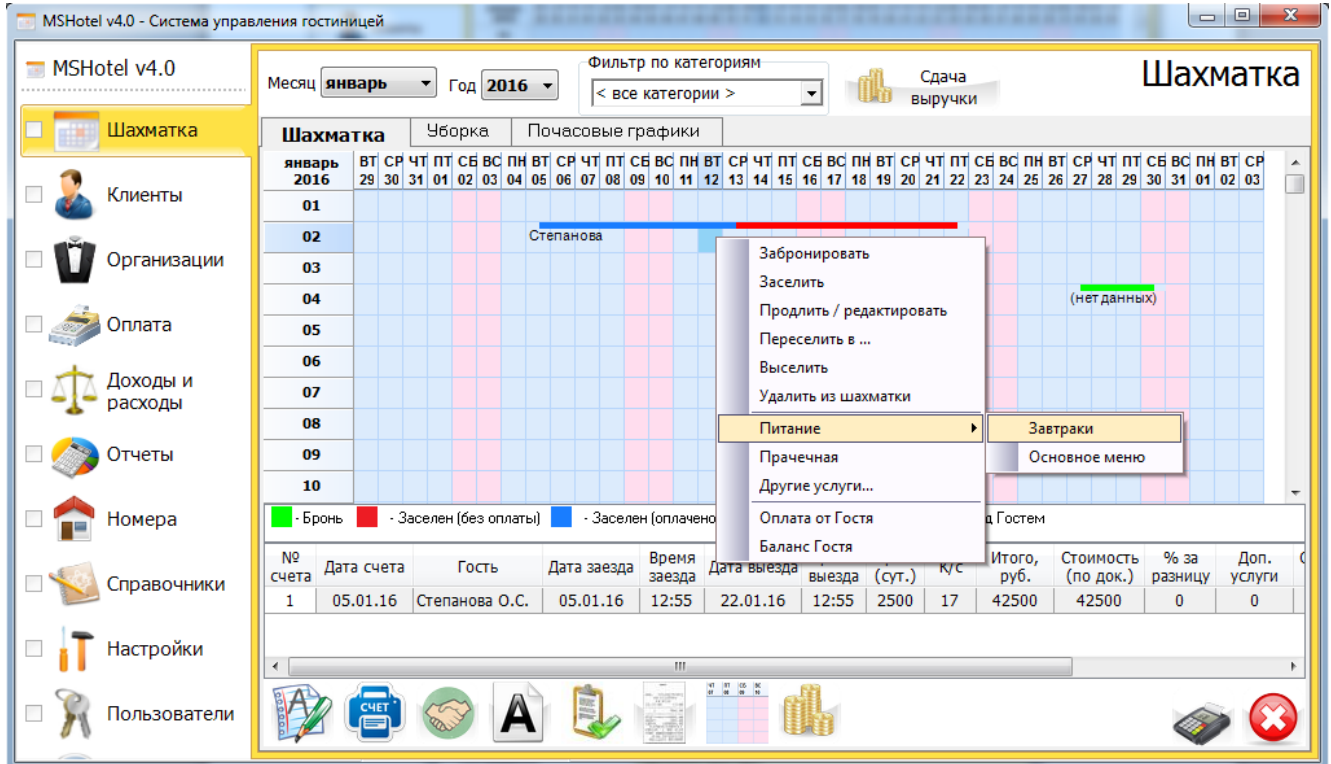 MSHotel v4.0 - Система управления гостиницей
MSHotel v4.0
Шахматка
Клиенты
Организации
Оплата
Доходы и
расходы
Отчеты
Номера
Справочники
Настройки
Пользователи
Месяц январь Год 2016
Фильтр по категориям
< все категории >
Сдача
выручки
Шахматка
Шахматка Уборка Почасовые графики
январь ВТ СР ЧТ ПТ СБ ВС ПН ВТ СР ЧТ ПТ СБ ВС ПН ВТ СР ЧТ ПТ СБ ВС ПН ВТ СР ЧТ ПТ СБ ВС ПН ВТ СР ЧТ ПТ СБ ВС ПН ВТ СР
2016 29 30 31 01 02 03 04 05 06 07 08 09 10 11 12 13 14 15 16 17 18 19 20 21 22 23 24 25 26 27 28 29 30 31 01 02 03
01
02 Степанова
03
04 (нет данных)
05
06
07
08
09
10
Забронировать
Заселить
Продлить / редактировать
Переселить в ...
Выселить
Удалить из шахматки
Питание
Прачечная
Другие услуги...
Оплата от Гостя
Баланс Гостя
Завтраки
Основное меню
- Бронь - Заселен (без оплаты) - Заселен (оплачено Гостем
№ счета Дата счета Гость Дата заезда Время заезда Дата выезда выезда (сут.) К/С Итого, руб. Стоимость (по док.) % за разницу Доп. услуги
1 05.01.16 Степанова О.С. 05.01.16 12:55 22.01.16 12:55 2500 17 42500 42500 0 0
СЧЕТ
A
ЧТ ПТ СБ ВС